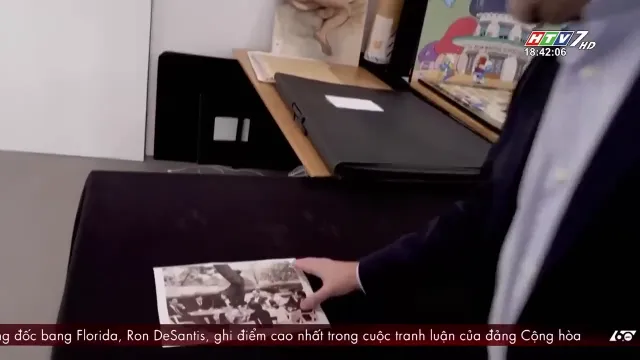 HTV7 HD
18:42:06
ng đốc bang Florida, Ron DeSantis, ghi điểm cao nhất trong cuộc tranh luận của đảng Cộng hòa